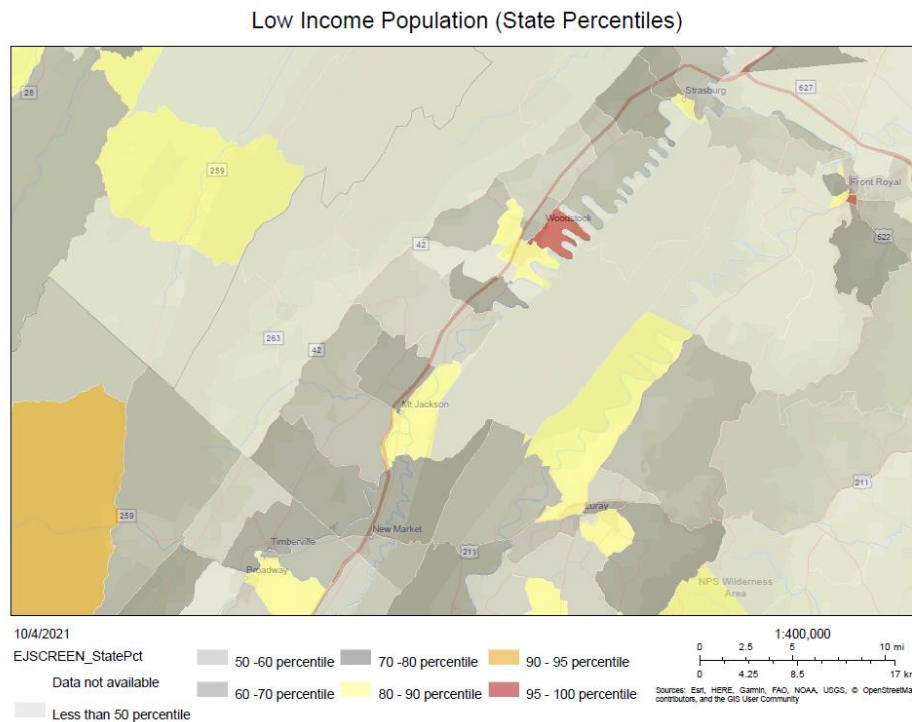 Low Income Population (State Percentiles)
28
Strasburg
627
259
Front Royal
Woodstock
42
522
263
42
Mt Jackson
211
259
Luray
New Market
Timberville
211
Broadway
NPS Wilderness
Area
10/4/2021
1:400,000
EJSCREEN_StatePct
0 2.5 5 10 mi
0 4.25 8.5 17 km
Data not available
Less than 50 percentile
50 -60 percentile
60 -70 percentile
70 -80 percentile
80 - 90 percentile
90 - 95 percentile
95 - 100 percentile
Sources: Esri, HERE, Garmin, FAO, NOAA, USGS, © OpenStreetMap
contributors, and the GIS User Community